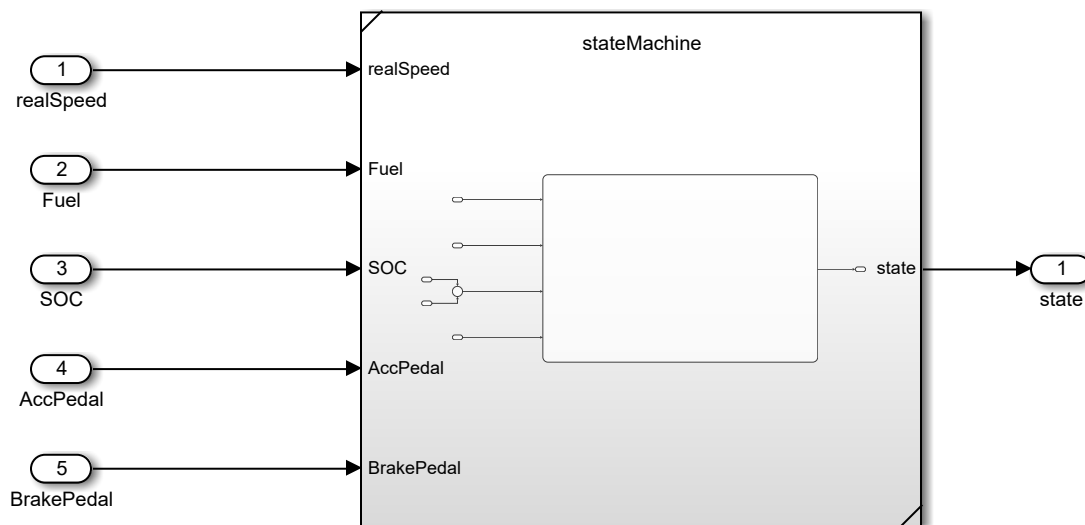 stateMachine
1
realSpeed
realSpeed
2
Fuel
Fuel
3
SOC
SOC
state
1
state
4
AccPedal
AccPedal
5
BrakePedal
BrakePedal